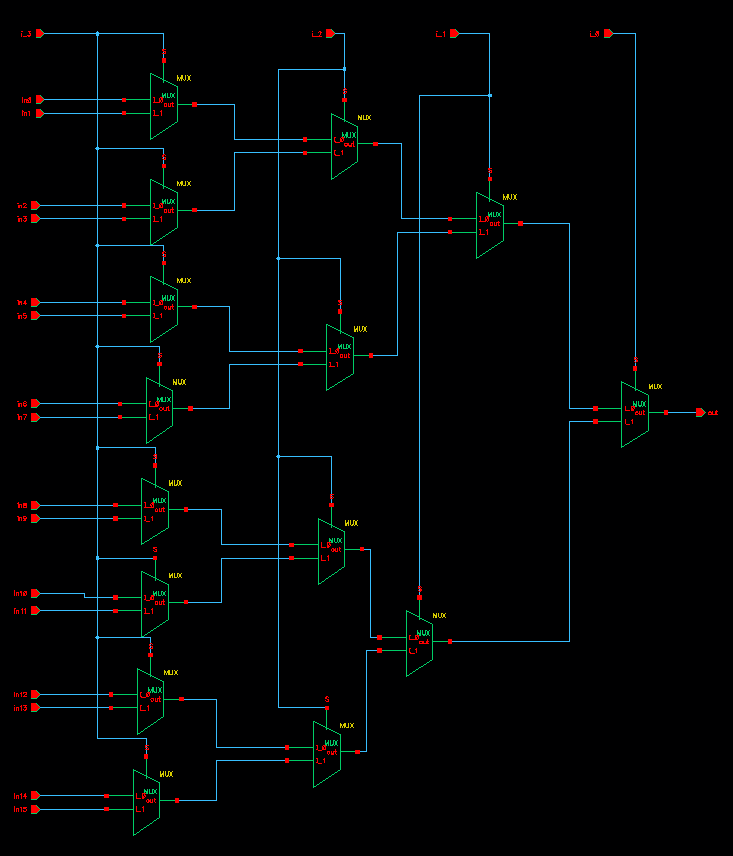 i_3 i_2 i_1 i_0
S
MUX
in0 I_0 MUX out
in1 I_1
S
MUX
I_0 MUX out
I_1
S
MUX
in2 I_0 MUX out
in3 I_1
S
MUX
I_0 MUX out
I_1
S
MUX
in4 I_0 MUX out
in5 I_1
S
MUX
I_0 MUX out
I_1
S
MUX
in6 I_0 MUX out
in7 I_1
S
MUX
I_0 MUX out out
I_1
S
MUX
in8 I_0 MUX out
in9 I_1
S
MUX
I_0 MUX out
I_1
S
MUX
in10 I_0 MUX out
in11 I_1
S
MUX
I_0 MUX out
I_1
S
MUX
in12 I_0 MUX out
in13 I_1
S
MUX
I_0 MUX out
I_1
S
MUX
in14 I_0 MUX out
in15 I_1